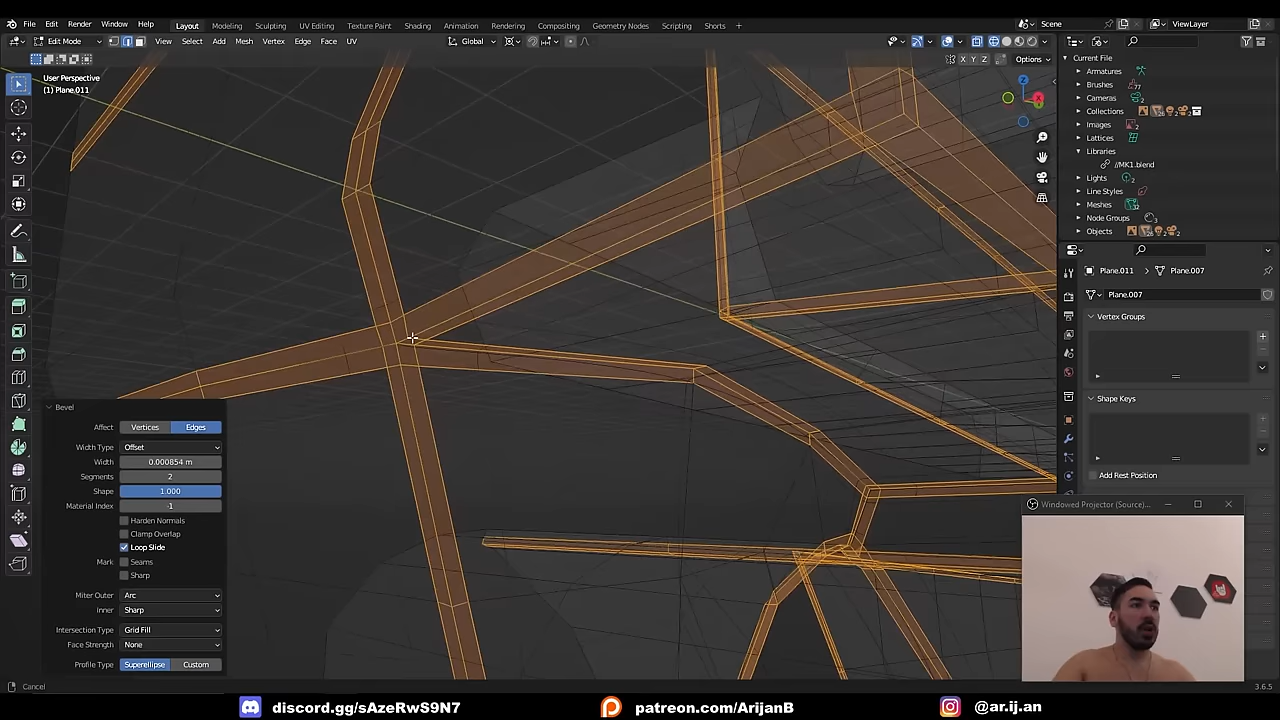 File Edit Render Window Help Layout Modeling Sculpting UV Editing Texture Paint Shading Animation Rendering Compositing Geometry Nodes Scripting Shorts + Scene ViewLayer
Edit Mode View Select Add Mesh Vertex Edge Face UV Global
X Y Z Options
User Perspective
(1) Plane.011
Current File
Armatures
Brushes
Cameras
Collections
Images
Lattices
Libraries
//MK1.blend
Lights
Line Styles
Meshes
Node Groups
Objects
Plane.011 Plane.007
Plane.007
Vertex Groups
Shape Keys
Add Rest Position
Bevel
Affect Vertices Edges
Width Type Offset
Width 0.000854 m
Segments 2
Shape 1.000
Material Index -1
Harden Normals
Clamp Overlap
Loop Slide
Mark Seams
Sharp
Miter Outer Arc
Inner Sharp
Intersection Type Grid Fill
Face Strength None
Profile Type Superellipse Custom
Windowed Projector (Source)...
Cancel 3.6.5
discord.gg/sAzeRwS9N7 patreon.com/ArijanB @ar.ij.an